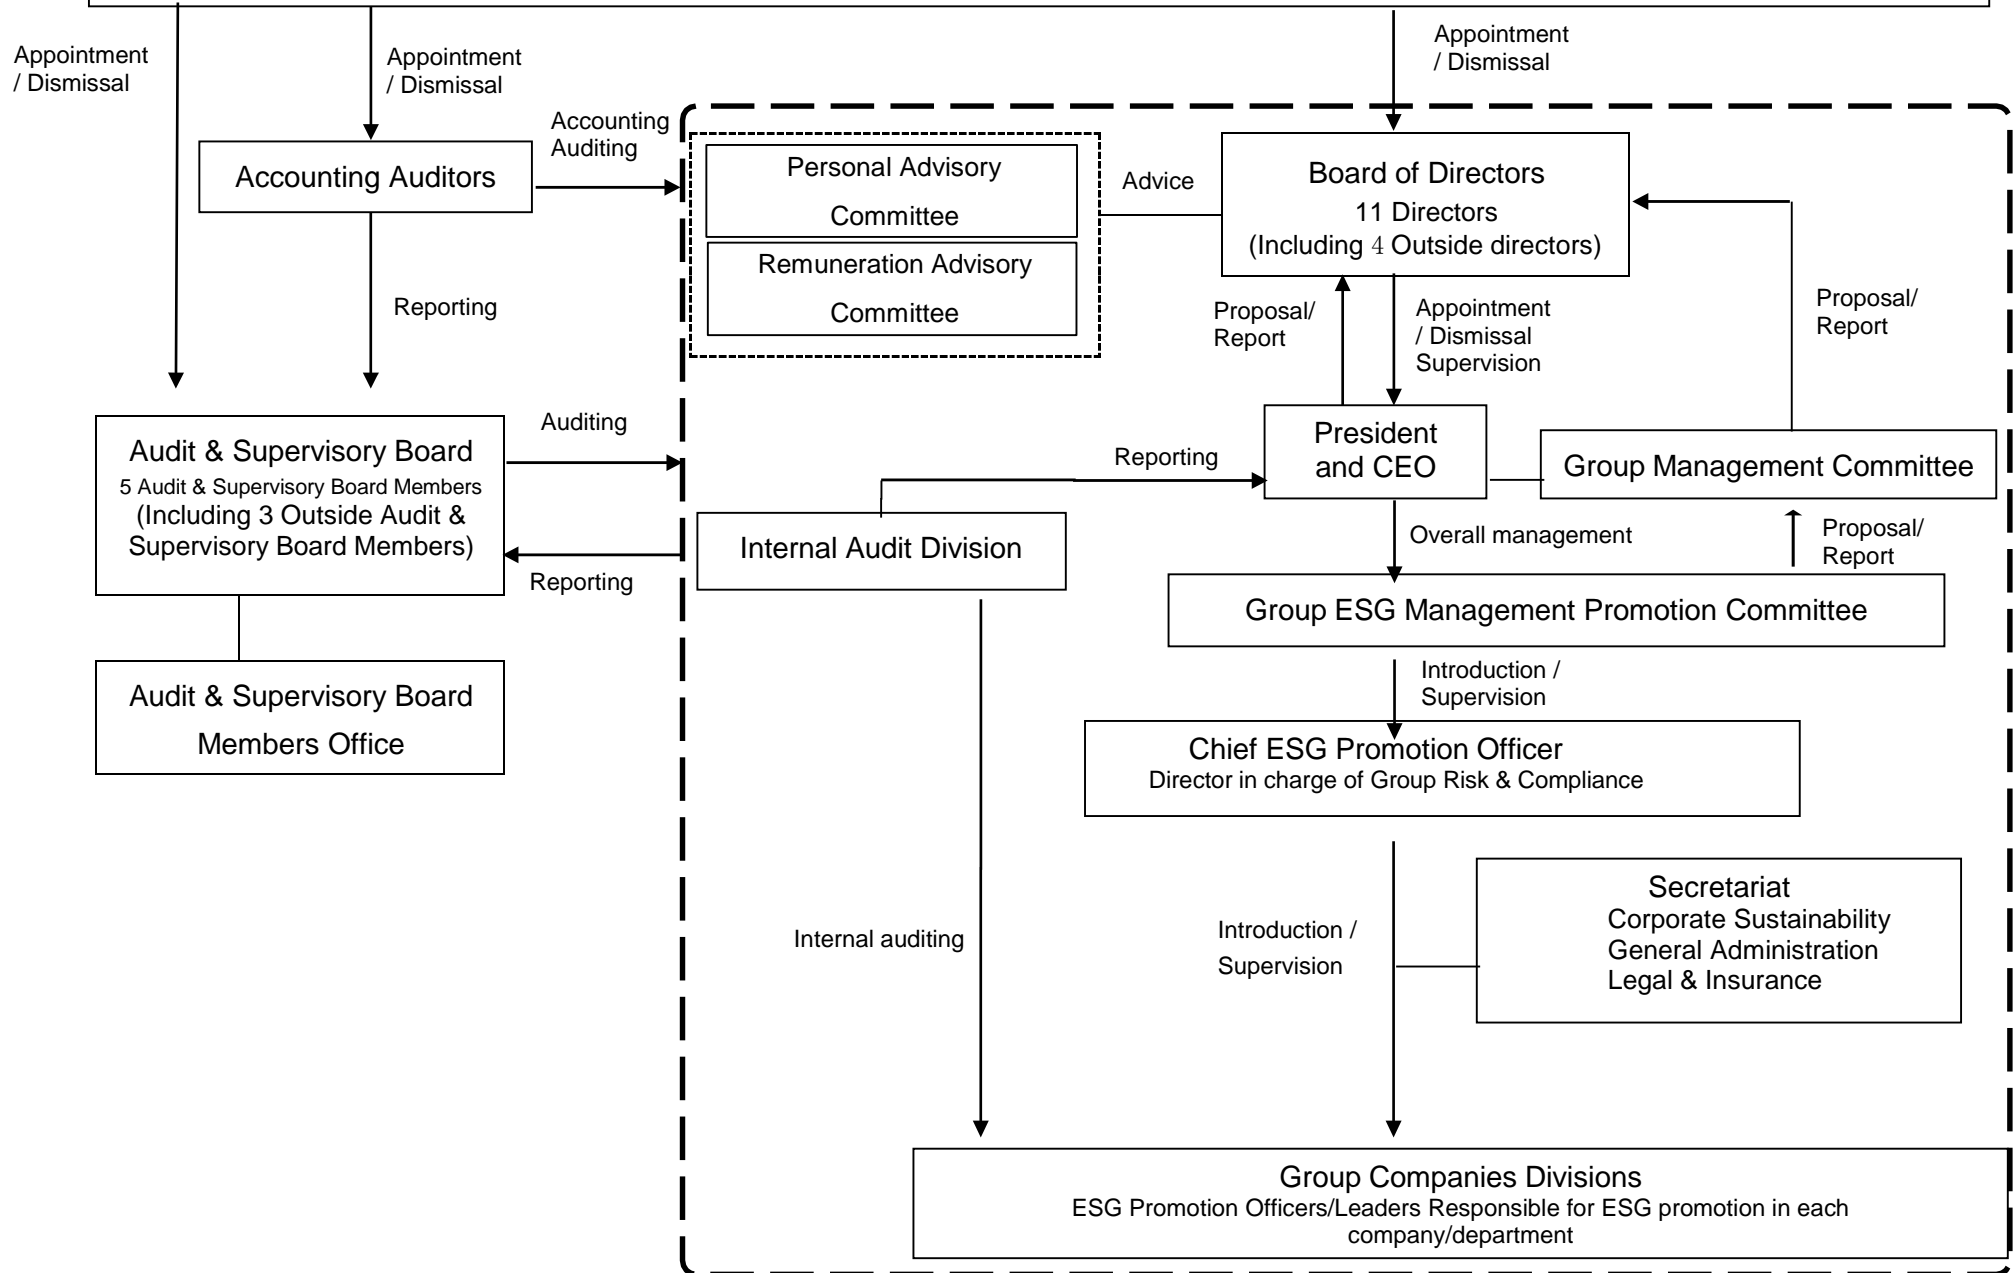 Appointment
/ Dismissal
Appointment
/ Dismissal
Appointment
/ Dismissal
Accounting
Auditing
Accounting Auditors
Personal Advisory
Committee
Remuneration Advisory
Committee
Advice
Board of Directors
11 Directors
(Including 4 Outside directors)
Reporting
Proposal/
Report
Appointment
/ Dismissal
Supervision
Proposal/
Report
Audit & Supervisory Board
5 Audit & Supervisory Board Members
(Including 3 Outside Audit &
Supervisory Board Members)
Auditing
Reporting
Reporting
President
and CEO
Group Management Committee
Internal Audit Division
Overall management
Proposal/
Report
Group ESG Management Promotion Committee
Audit & Supervisory Board
Members Office
Introduction /
Supervision
Chief ESG Promotion Officer
Director in charge of Group Risk & Compliance
Internal auditing
Introduction /
Supervision
Secretariat
Corporate Sustainability
General Administration
Legal & Insurance
Group Companies Divisions
ESG Promotion Officers/Leaders Responsible for ESG promotion in each
company/department